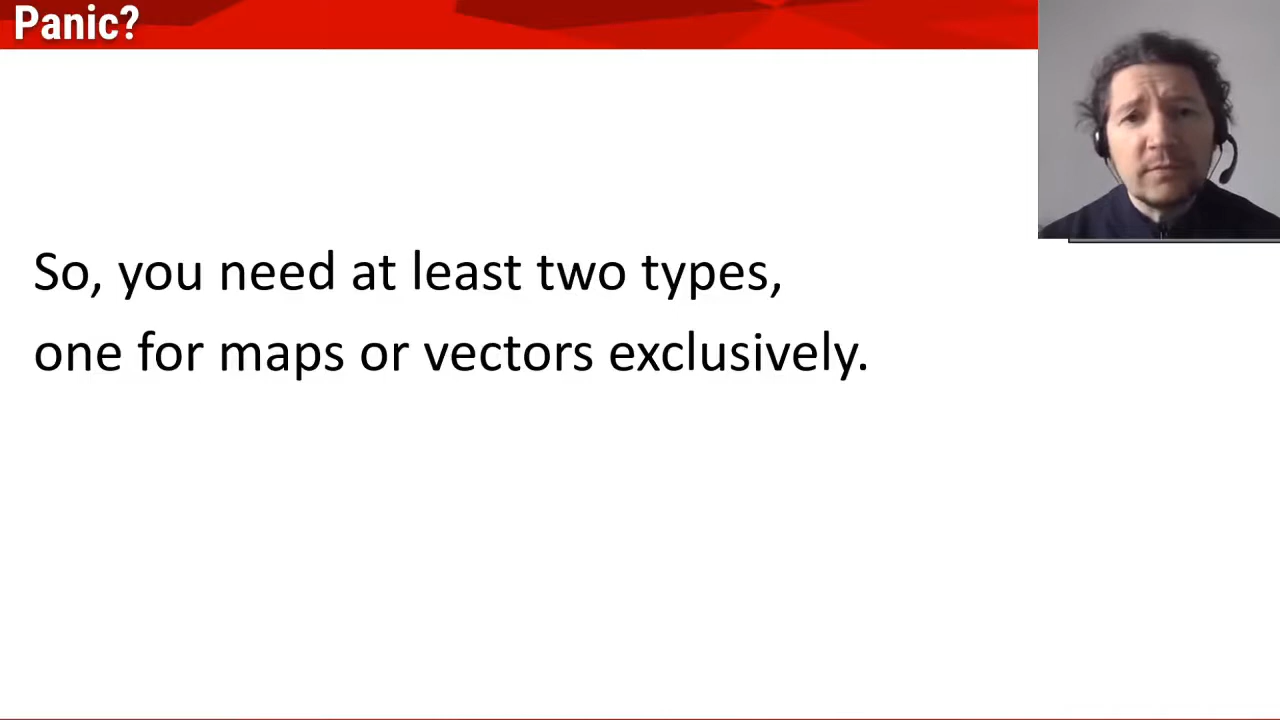 Panic?
So, you need at least two types,
one for maps or vectors exclusively.